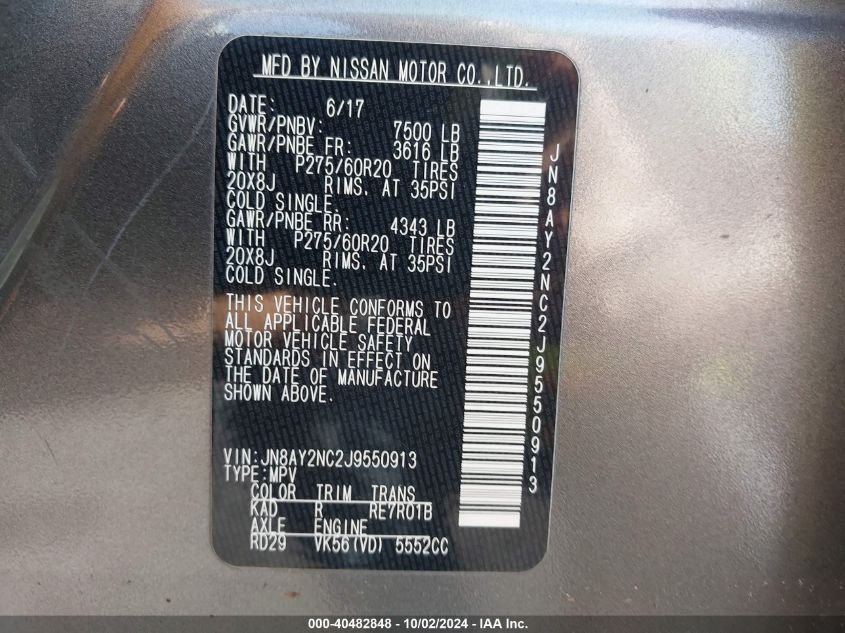 MFD BY NISSAN MOTOR CO.,LTD.
DATE: 6/17
GVWR/PNBV: 7500 LB
GAWR/PNBE FR: 3616 LB
WITH P275/60R20 TIRES
20X8J RIMS, AT 35PSI
COLD SINGLE.
GAWR/PNBE RR: 4343 LB
WITH P275/60R20 TIRES
20X8J RIMS. AT 35PSI
COLD SINGLE.
THIS VEHICLE CONFORMS TO
ALL APPLICABLE FEDERAL
MOTOR VEHICLE SAFETY
STANDARDS IN EFFECT ON
THE DATE OF MANUFACTURE
SHOWN ABOVE.
VIN:JN8AY2NC2J9550913
TYPE:MPV
COLOR TRIM TRANS
KAD R RE7R01B
AXLE ENGINE
RD29 VK56(VD) 5552CC
JN8AY2NC2J9550913
000-40482848 - 10/02/2024 - IAA Inc.